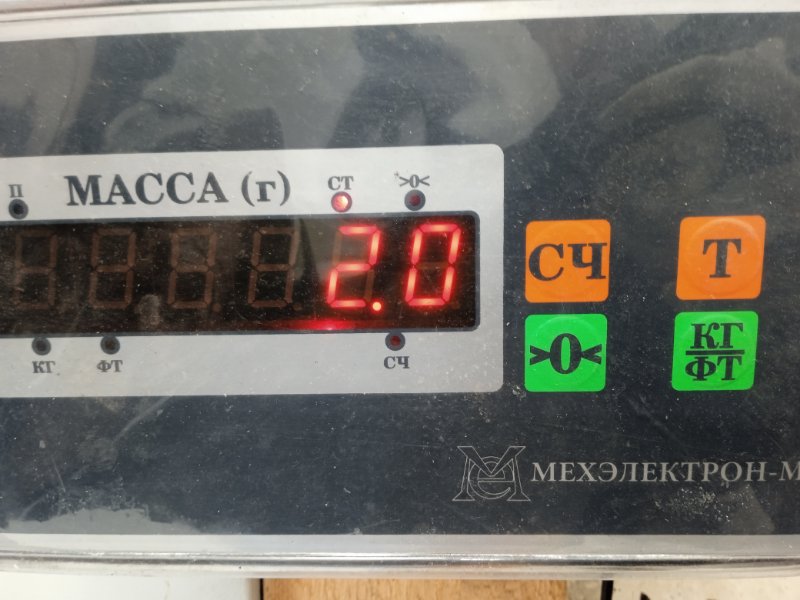 П МАССА (г) СТ >0<
2.0
КГ ФТ СЧ
СЧ Т
>0< КГ/ФТ
МЕХЭЛЕКТРОН-М